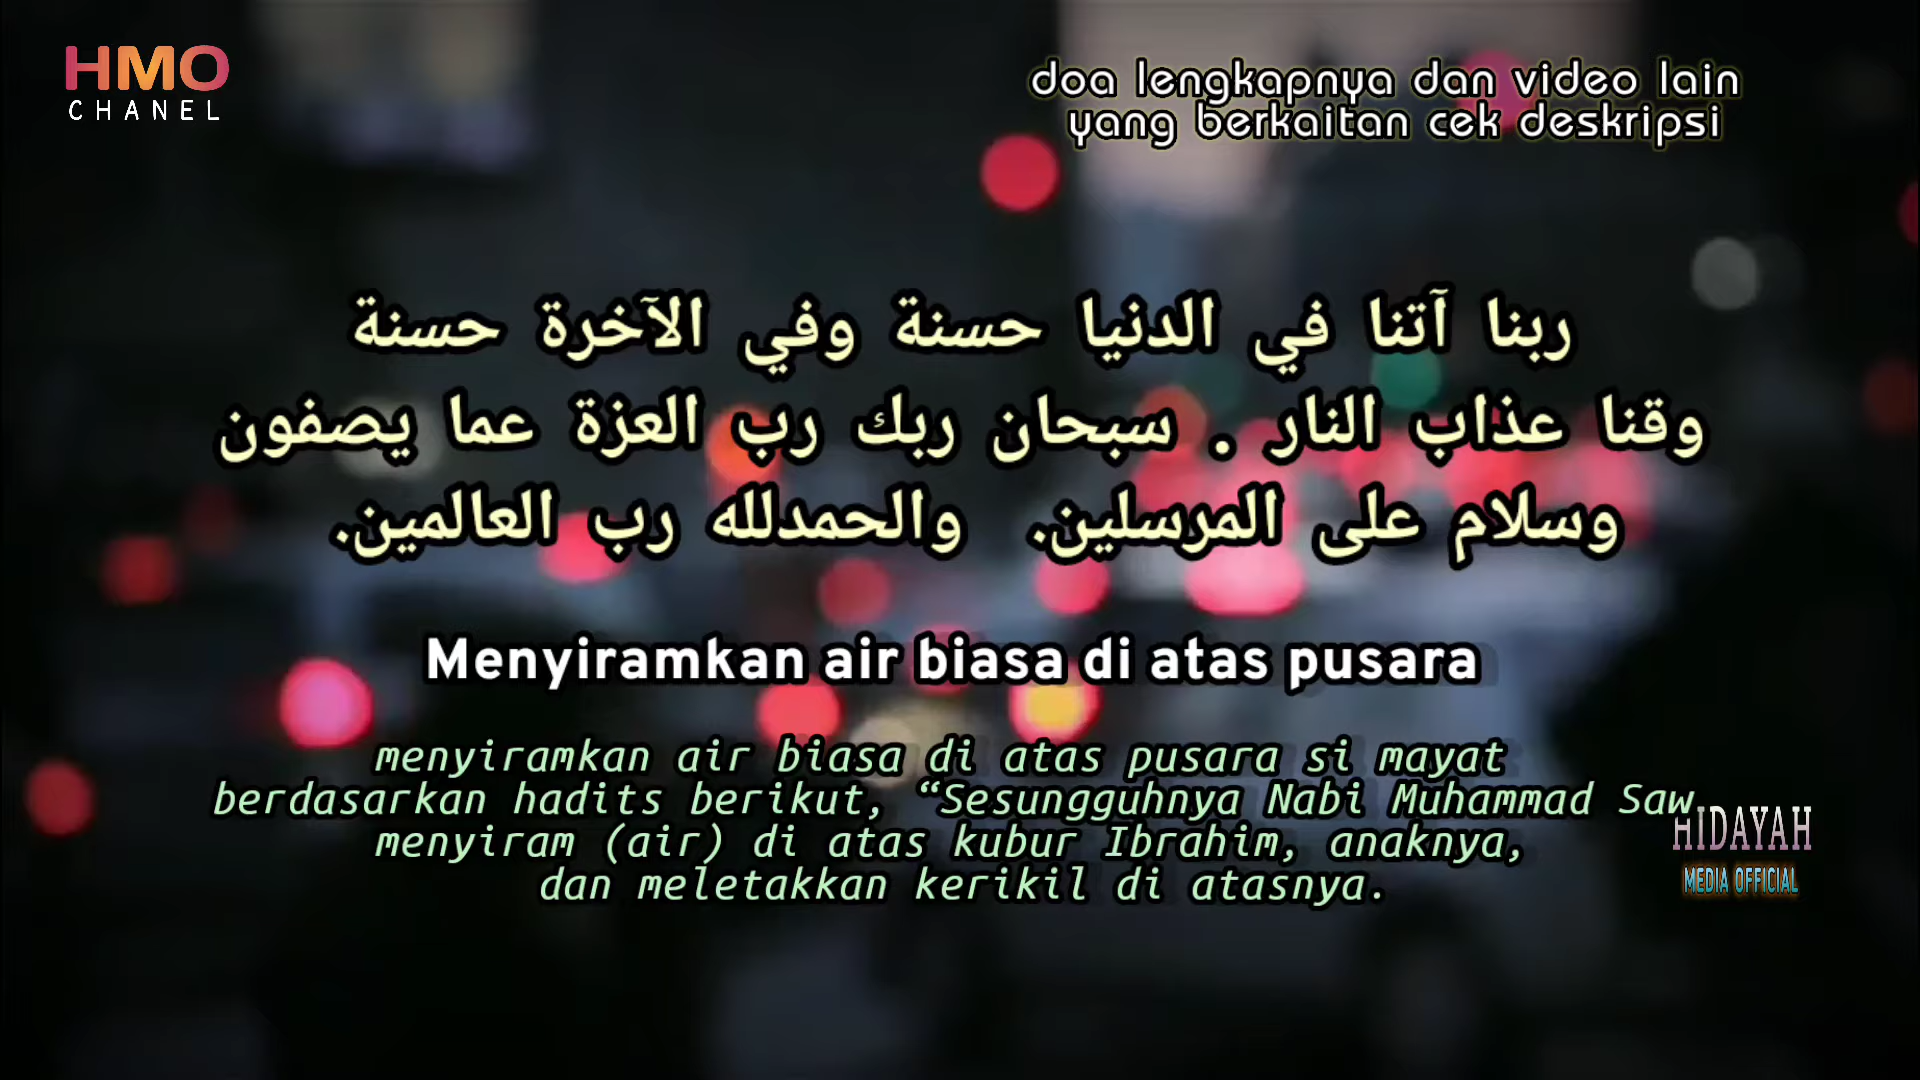 HMO
CHANEL
doa lengkapnya dan video lain
yang berkaitan cek deskripsi
ربنا آتنا في الدنيا حسنة وفي الآخرة حسنة
وقنا عذاب النار . سبحان ربك رب العزة عما يصفون
وسلام على المرسلين. والحمدلله رب العالمين.
Menyiramkan air biasa di atas pusara
menyiramkan air biasa di atas pusara si mayat
berdasarkan hadits berikut, “Sesungguhnya Nabi Muhammad Saw
menyiram (air) di atas kubur Ibrahim, anaknya,
dan meletakkan kerikil di atasnya.
HIDAYAH
MEDIA OFFICIAL